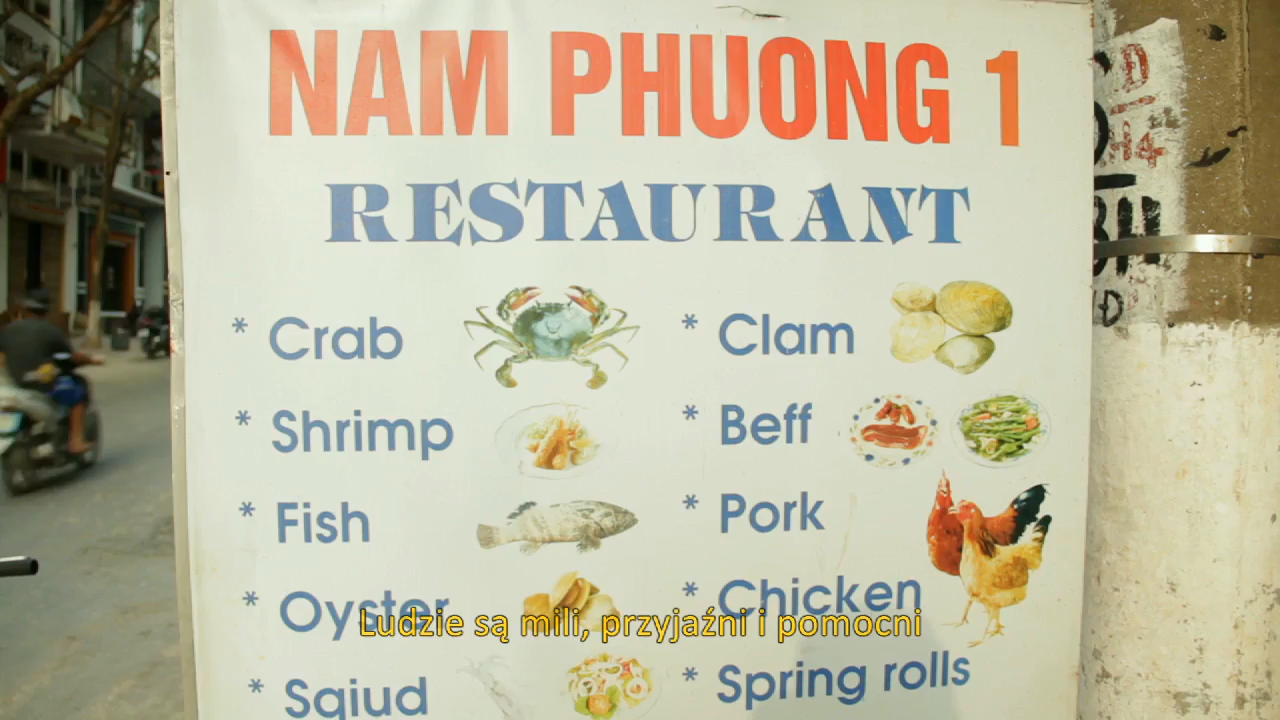 NAM PHUONG 1
RESTAURANT
* Crab
* Shrimp
* Fish
* Oyster
* Sqiud
* Clam
* Beff
* Pork
* Chicken
* Spring rolls
Ludzie są mili, przyjaźni i pomocni
Đ
H4